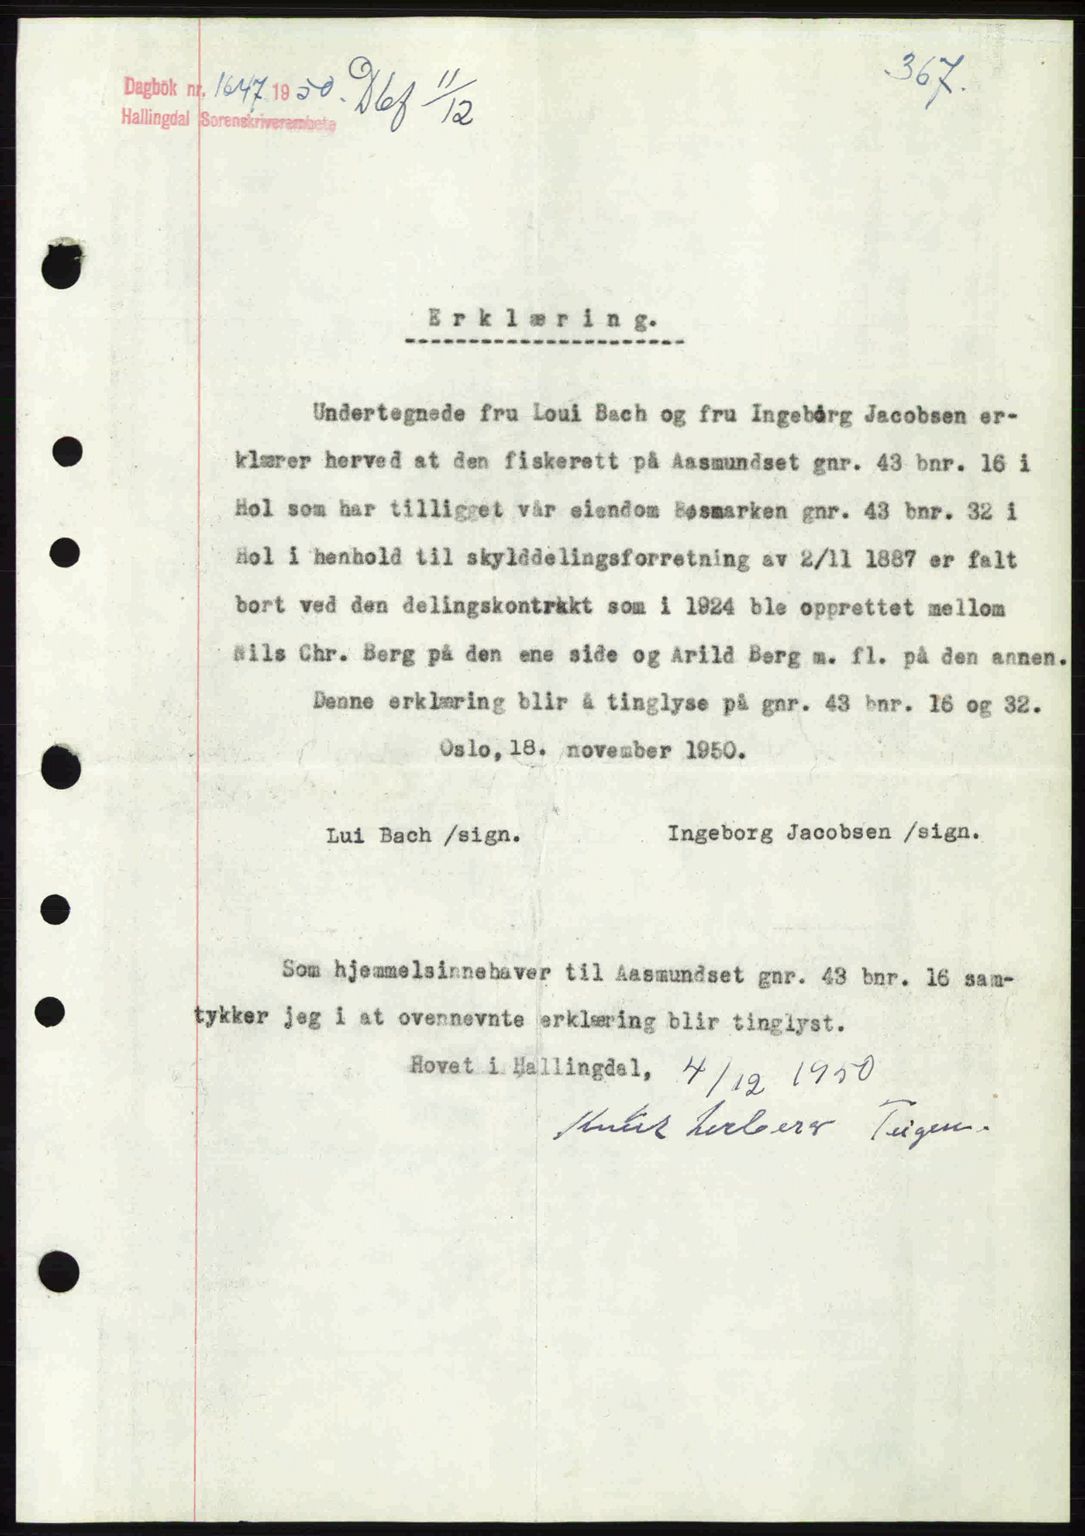 367.
Dagbok nr. 1647 1950. Dbf 11/12
Hallingdal Sorenskriverembete
Erklæring.
Undertegnede fru Loui Bach og fru Ingeborg Jacobsen er-
klærer herved at den fiskerett på Aasmundset gnr. 43 bnr. 16 i
Hol som har tilligget vår eiendom Bøsmarken gnr. 43 bnr. 32 i
Hol i henhold til skylddelingsforretning av 2/11 1887 er falt
bort ved den delingskontrakt som i 1924 ble opprettet mellom
Nils Chr. Berg på den ene side og Arild Berg m. fl. på den annen.
Denne erklæring blir å tinglyse på gnr. 43 bnr. 16 og 32.
Oslo, 18. november 1950.
Lui Bach /sign. Ingeborg Jacobsen /sign.
Som hjemmelsinnehaver til Aasmundset gnr. 43 bnr. 16 sam-
tykker jeg i at ovennevnte erklæring blir tinglyst.
Hovet i Hallingdal, 4/12 1950
Teigen.